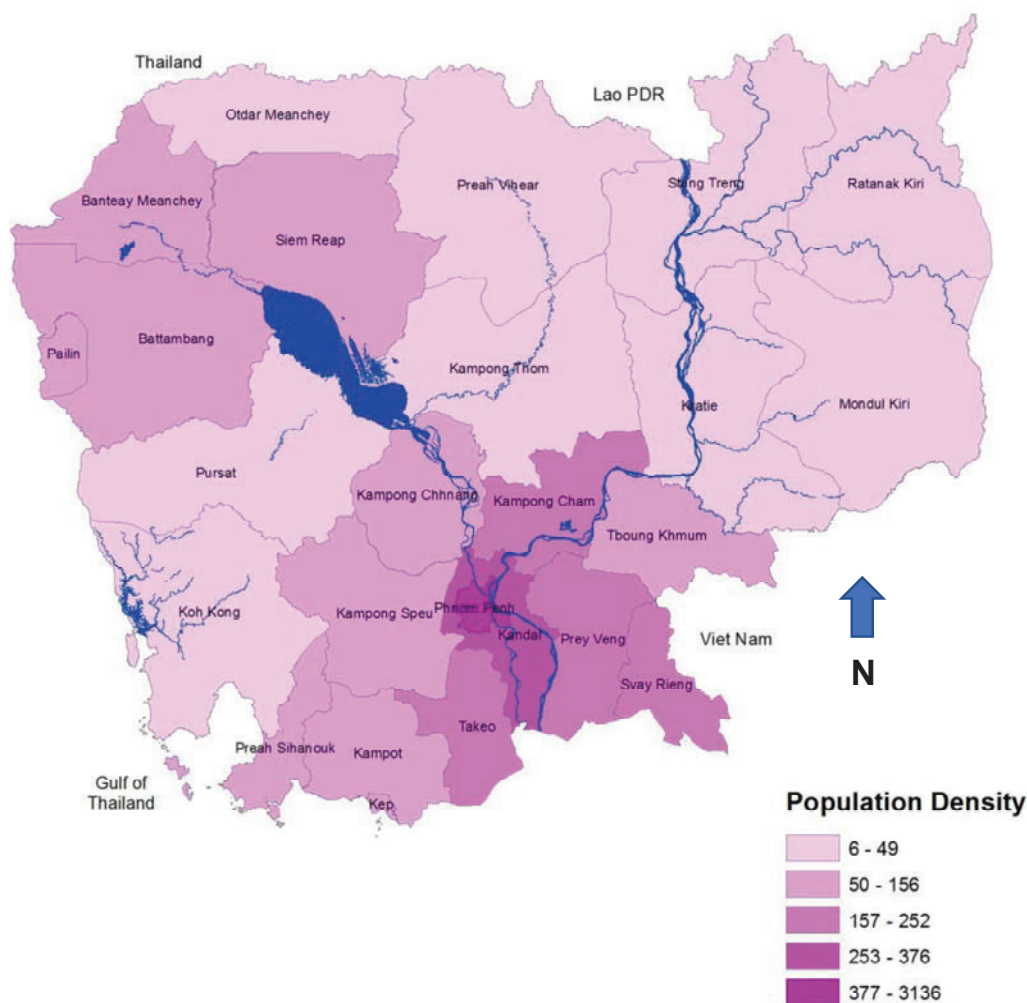 Thailand
Lao PDR
Otdar Meanchey
Preah Vihear
Stung Treng
Ratanak Kiri
Banteay Meanchey
Siem Reap
Battambang
Pailin
Kampong Thom
Kratie
Mondul Kiri
Pursat
Kampong Chhnang
Kampong Cham
Tboung Khmum
Koh Kong
Kampong Speu
Phnom Penh
Kandal
Prey Veng
Viet Nam
N
Svay Rieng
Takeo
Preah Sihanouk
Kampot
Gulf of
Thailand
Kep
Population Density
6 - 49
50 - 156
157 - 252
253 - 376
377 - 3136